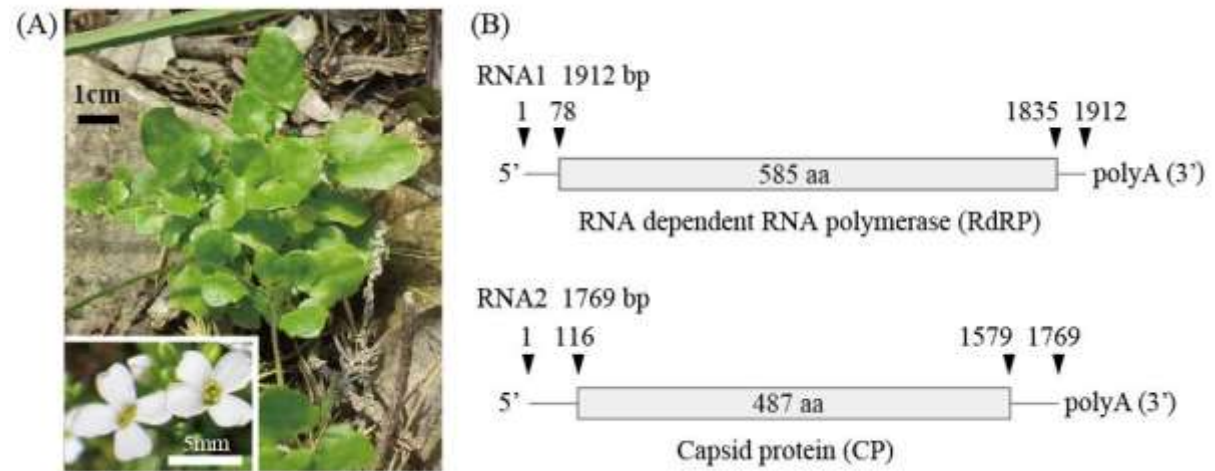 (A)
1cm
5mm
(B)
RNA1 1912 bp
1 78 1835 1912
5’ 585 aa polyA (3’)
RNA dependent RNA polymerase (RdRP)
RNA2 1769 bp
1 116 1579 1769
5’ 487 aa polyA (3’)
Capsid protein (CP)